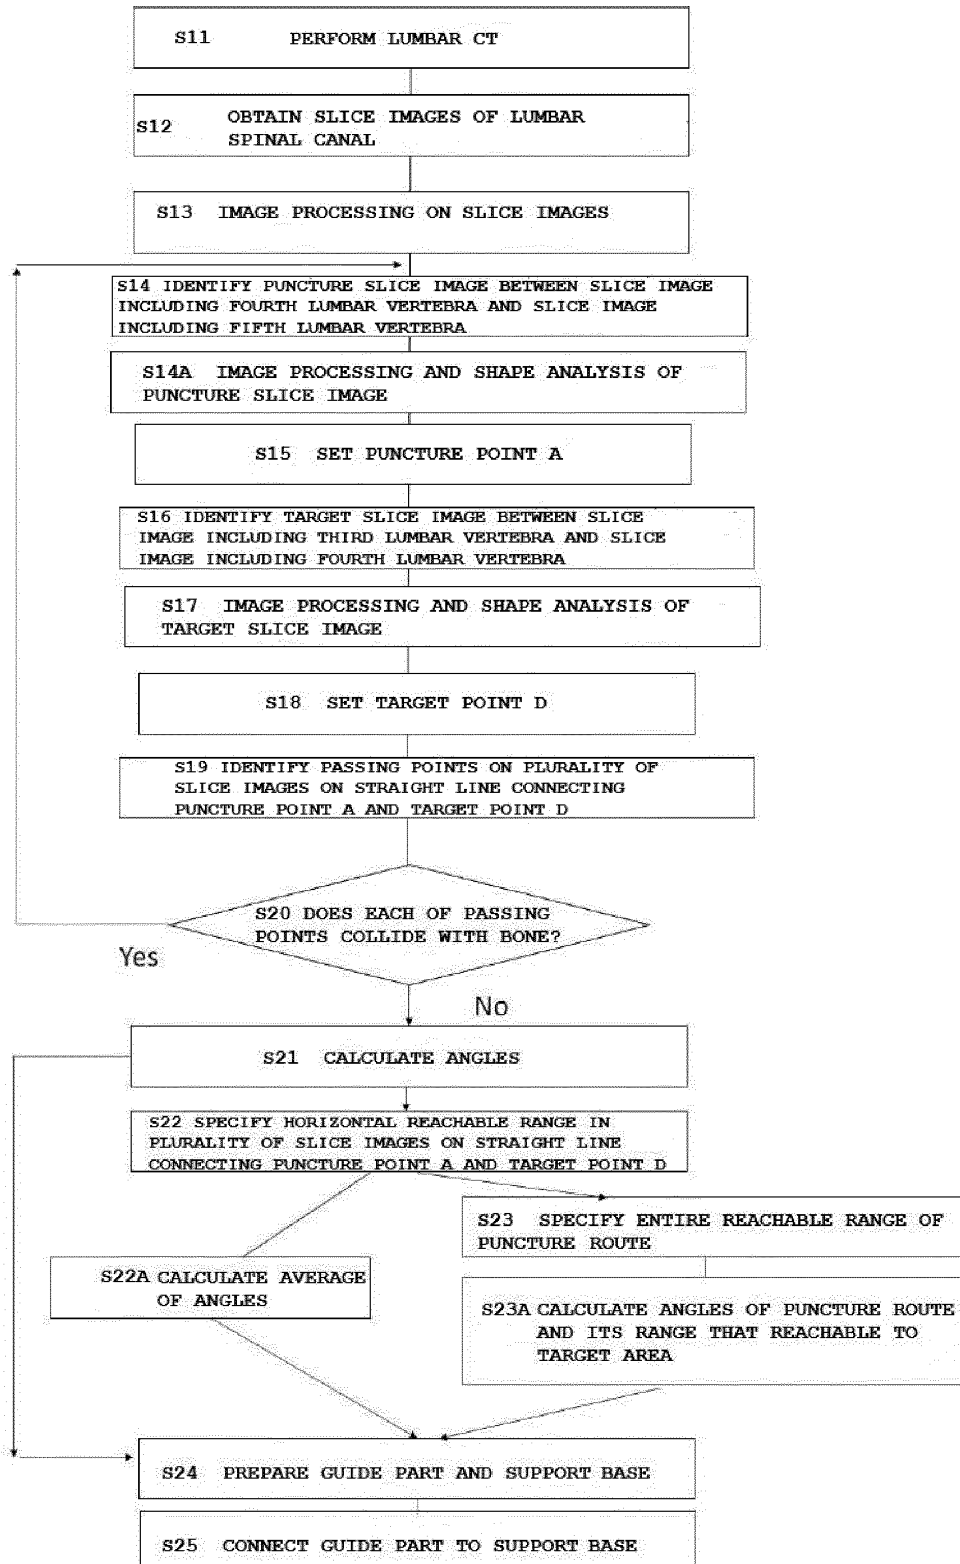 S11 PERFORM LUMBAR CT
S12 OBTAIN SLICE IMAGES OF LUMBAR
SPINAL CANAL
S13 IMAGE PROCESSING ON SLICE IMAGES
S14 IDENTIFY PUNCTURE SLICE IMAGE BETWEEN SLICE IMAGE
INCLUDING FOURTH LUMBAR VERTEBRA AND SLICE IMAGE
INCLUDING FIFTH LUMBAR VERTEBRA
S14A IMAGE PROCESSING AND SHAPE ANALYSIS OF
PUNCTURE SLICE IMAGE
S15 SET PUNCTURE POINT A
S16 IDENTIFY TARGET SLICE IMAGE BETWEEN SLICE
IMAGE INCLUDING THIRD LUMBAR VERTEBRA AND SLICE
IMAGE INCLUDING FOURTH LUMBAR VERTEBRA
S17 IMAGE PROCESSING AND SHAPE ANALYSIS OF
TARGET SLICE IMAGE
S18 SET TARGET POINT D
S19 IDENTIFY PASSING POINTS ON PLURALITY OF
SLICE IMAGES ON STRAIGHT LINE CONNECTING
PUNCTURE POINT A AND TARGET POINT D
S20 DOES EACH OF PASSING
POINTS COLLIDE WITH BONE?
Yes
No
S21 CALCULATE ANGLES
S22 SPECIFY HORIZONTAL REACHABLE RANGE IN
PLURALITY OF SLICE IMAGES ON STRAIGHT LINE
CONNECTING PUNCTURE POINT A AND TARGET POINT D
S23 SPECIFY ENTIRE REACHABLE RANGE OF
PUNCTURE ROUTE
S22A CALCULATE AVERAGE
OF ANGLES
S23A CALCULATE ANGLES OF PUNCTURE ROUTE
AND ITS RANGE THAT REACHABLE TO
TARGET AREA
S24 PREPARE GUIDE PART AND SUPPORT BASE
S25 CONNECT GUIDE PART TO SUPPORT BASE